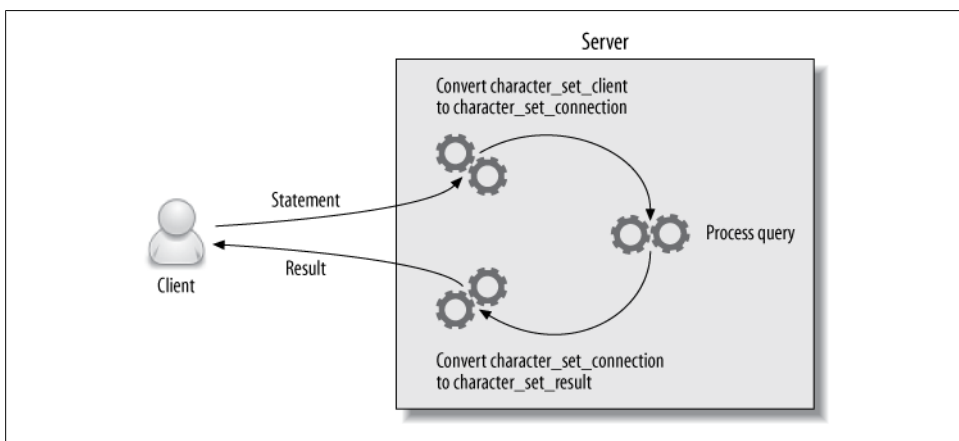 Server
Convert character_set_client
to character_set_connection
Statement
Process query
Client
Result
Convert character_set_connection
to character_set_result